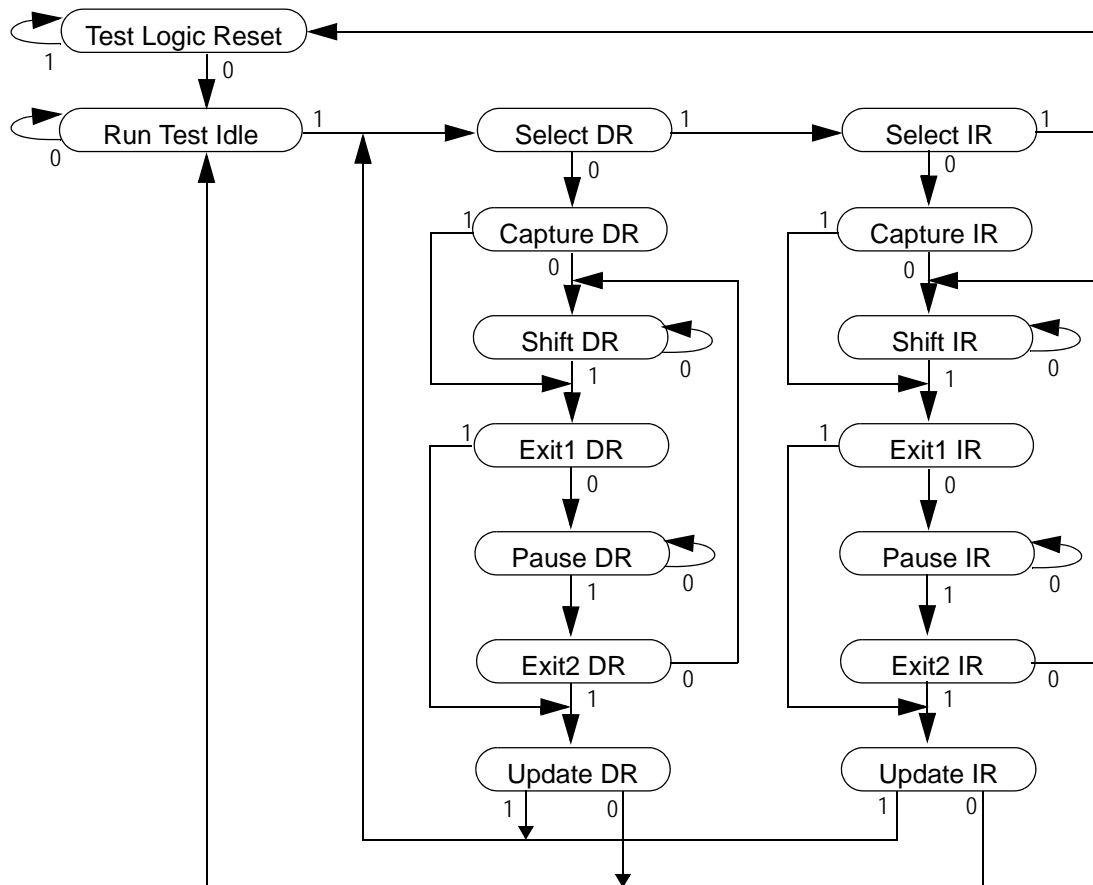 Test Logic Reset
1
0
Run Test Idle
1
Select DR
1
Select IR
1
0
0
0
1
Capture DR
1
Capture IR
0
0
Shift DR
Shift IR
0
0
1
1
1
Exit1 DR
1
Exit1 IR
0
0
Pause DR
Pause IR
0
0
1
1
Exit2 DR
Exit2 IR
0
0
1
1
Update DR
Update IR
1
0
1
0